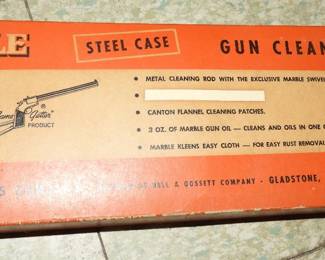 LE
STEEL CASE GUN CLEAN
• METAL CLEANING ROD WITH THE EXCLUSIVE MARBLE SWIVE
• CANTON FLANNEL CLEANING PATCHES.
• 3 OZ. OF MARBLE GUN OIL — CLEANS AND OILS IN ONE
• MARBLE KLEENS EASY CLOTH — FOR EASY RUST REMOVAL
Game Getter
PRODUCT
BELL & GOSSETT COMPANY - GLADSTONE,